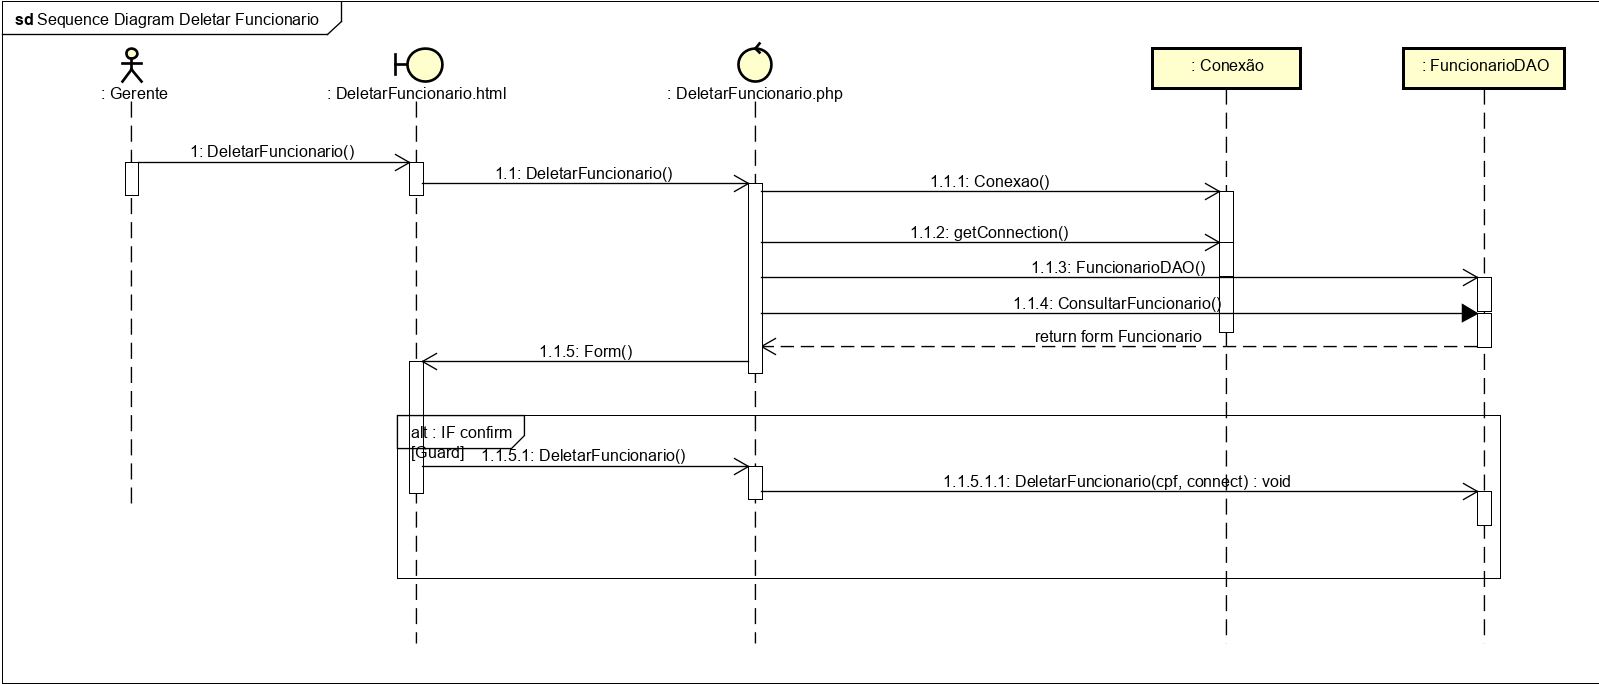 sd Sequence Diagram Deletar Funcionario
: Gerente
: DeletarFuncionario.html
: DeletarFuncionario.php
: Conexão
: FuncionarioDAO
1: DeletarFuncionario()
1.1: DeletarFuncionario()
1.1.1: Conexao()
1.1.2: getConnection()
1.1.3: FuncionarioDAO()
1.1.4: ConsultarFuncionario()
return form Funcionario
1.1.5: Form()
alt : IF confirm
[Guard]
1.1.5.1: DeletarFuncionario()
1.1.5.1.1: DeletarFuncionario(cpf, connect) : void